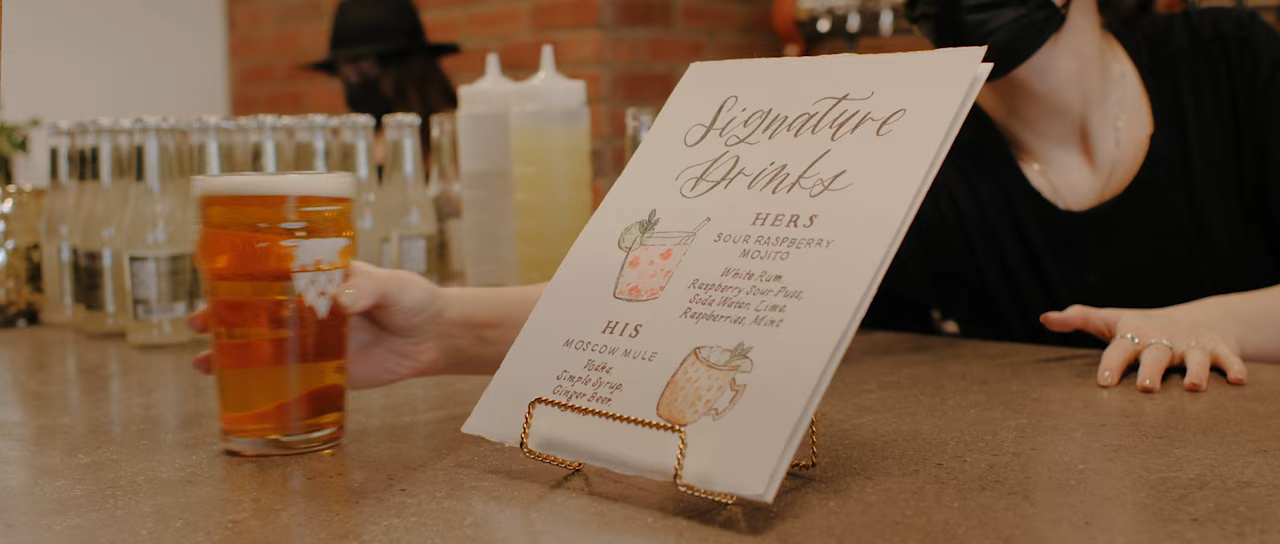 Signature
Drinks
HERS
SOUR RASPBERRY
MOJITO
White Rum,
Raspberry Sour Puss,
Soda Water, Lime,
Raspberries, Mint
HIS
MOSCOW MULE
Vodka,
Simple Syrup,
Ginger Beer,